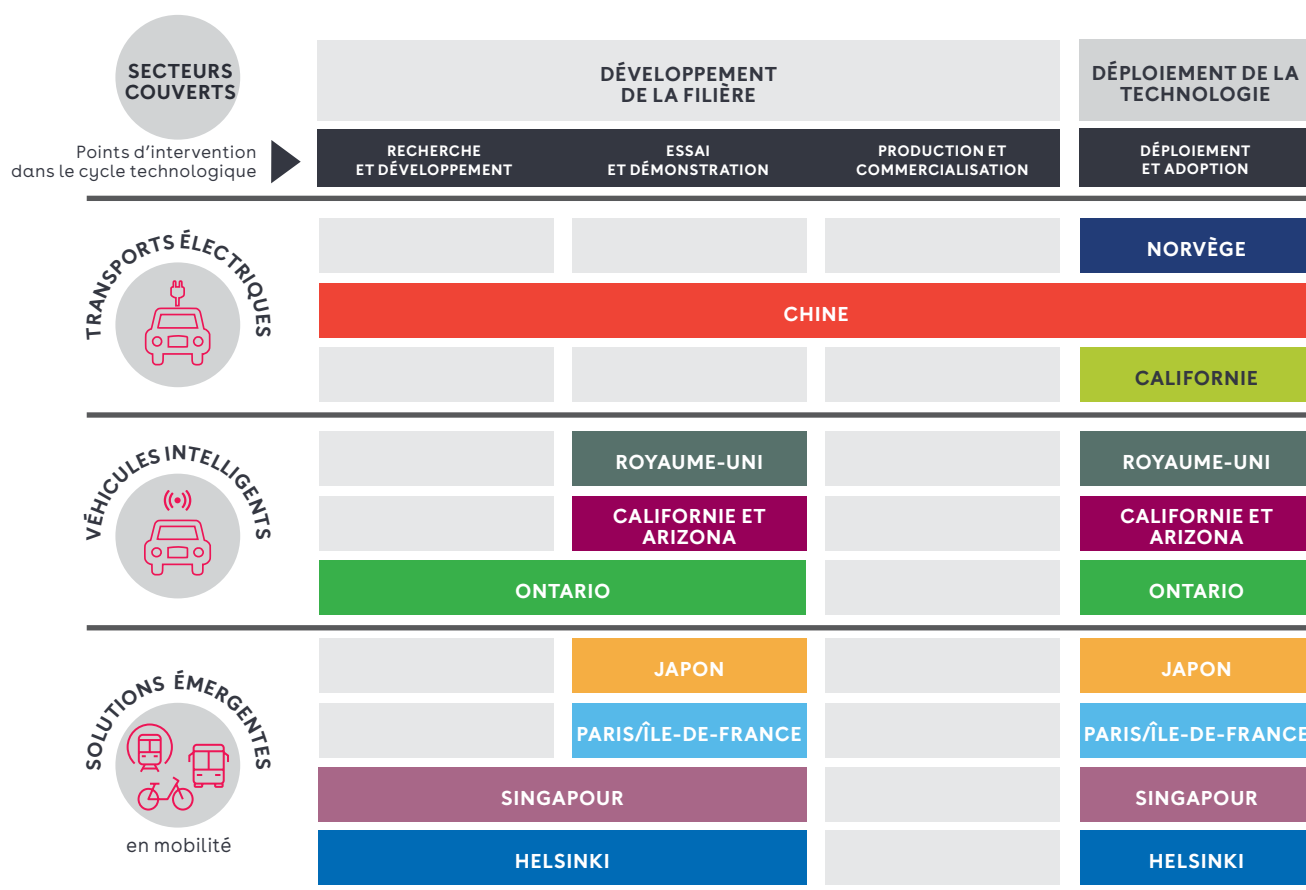 SECTEURS
COUVERTS
DÉVELOPPEMENT
DE LA FILIÈRE
DÉPLOIEMENT DE LA
TECHNOLOGIE
Points d'intervention
dans le cycle technologique
RECHERCHE
ET DÉVELOPPEMENT
ESSAI
ET DÉMONSTRATION
PRODUCTION ET
COMMERCIALISATION
DÉPLOIEMENT
ET ADOPTION
TRANSPORTS ÉLECTRIQUES
NORVÈGE
CHINE
CALIFORNIE
VÉHICULES INTELLIGENTS
ROYAUME-UNI
ROYAUME-UNI
CALIFORNIE ET
ARIZONA
CALIFORNIE ET
ARIZONA
ONTARIO
ONTARIO
SOLUTIONS ÉMERGENTES
en mobilité
JAPON
JAPON
PARIS/ÎLE-DE-FRANCE
PARIS/ÎLE-DE-FRANCE
SINGAPOUR
SINGAPOUR
HELSINKI
HELSINKI